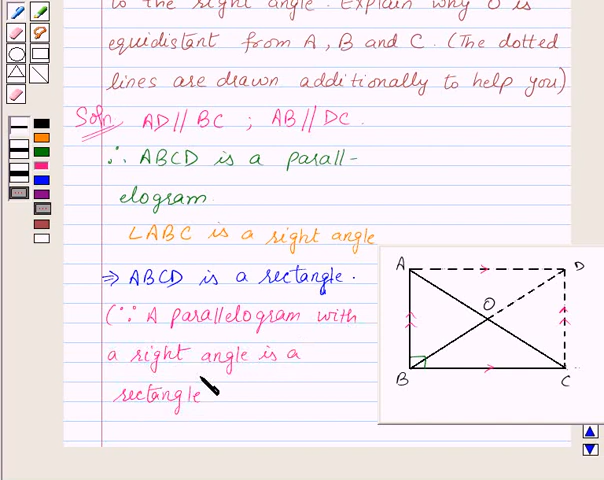 to the right angle. Explain why O is
equidistant from A, B and C. (The dotted
lines are drawn additionally to help you)
Soln. AD // BC ; AB // DC.
∴ ABCD is a parall-
elogram.
∠ABC is a right angle
⇒ ABCD is a rectangle.
(∵ A parallelogram with
a right angle is a
rectangle
A
D
O
B
C